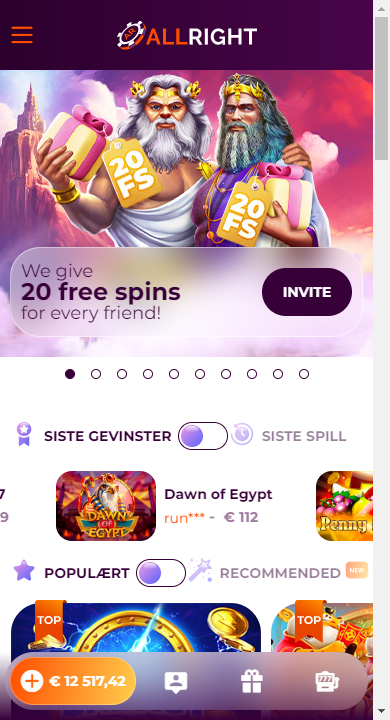 ALLRIGHT
20
FS
20
FS
We give
20 free spins
for every friend!
INVITE
SISTE GEVINSTER
SISTE SPILL
7
9
DAWN
OF
EGYPT
Dawn of Egypt
run*** - € 112
Penny
POPULÆRT
RECOMMENDED
NEW
TOP
TOP
€ 12 517,42
777